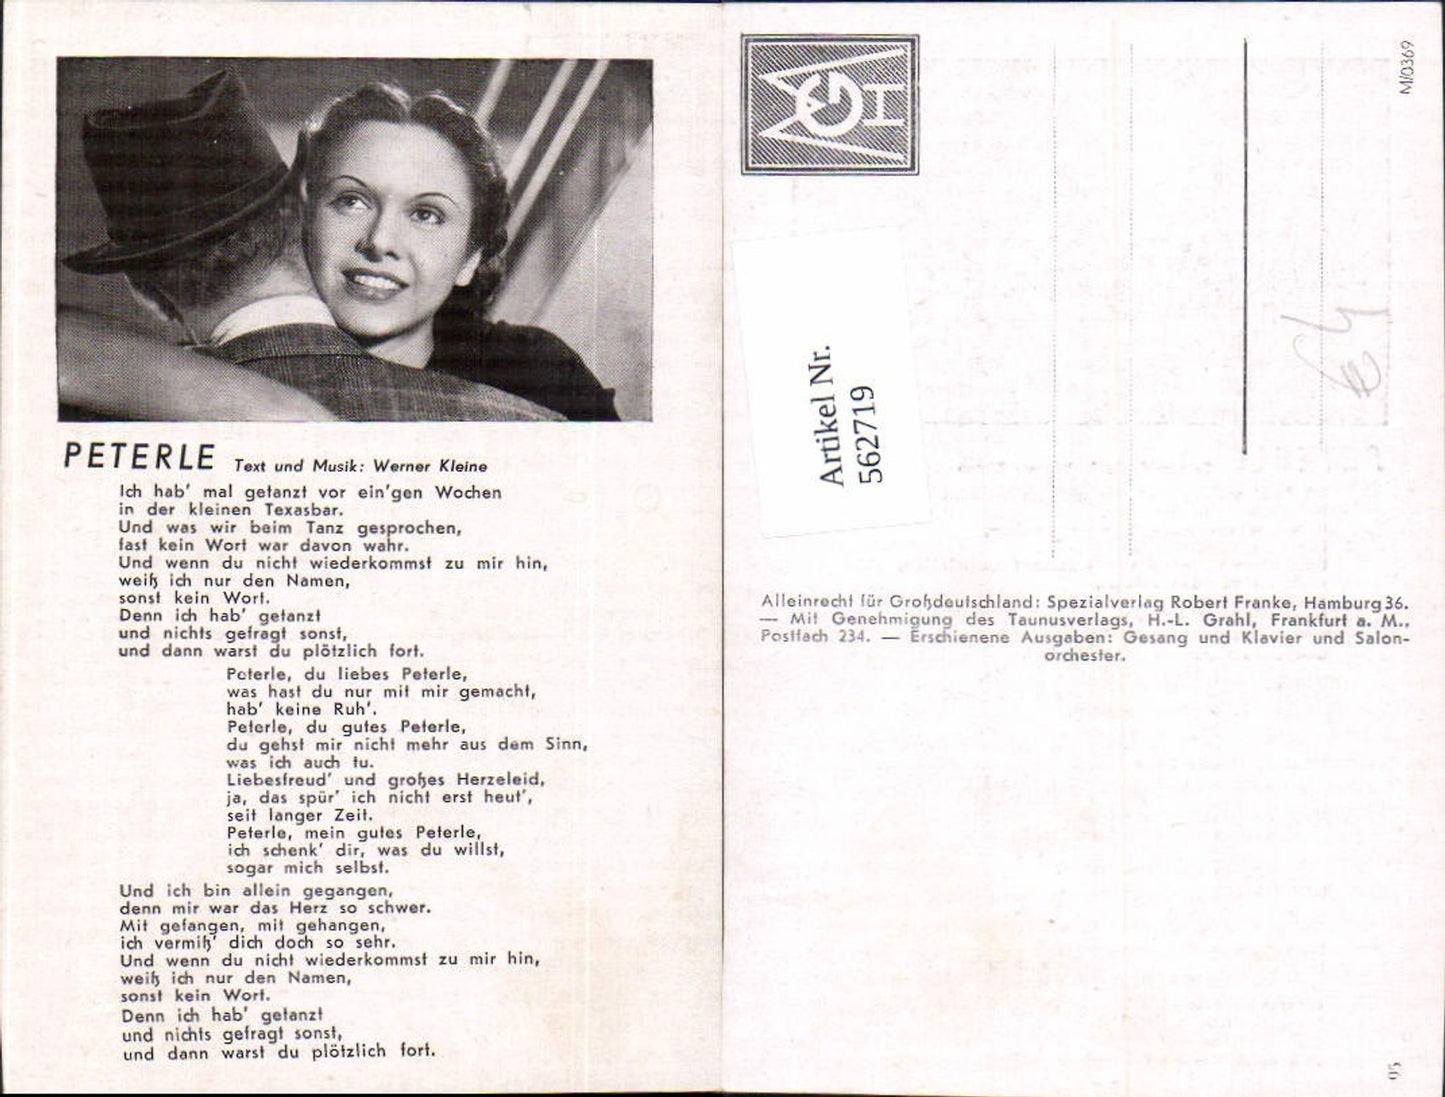 PETERLE Text und Musik: Werner Kleine
Ich hab' mal getanzt vor ein'gen Wochen
in der kleinen Texasbar.
Und was wir beim Tanz gesprochen,
fast kein Wort war davon wahr.
Und wenn du nicht wiederkommst zu mir hin,
weiß ich nur den Namen,
sonst kein Wort.
Denn ich hab' getanzt
und nichts gefragt sonst,
und dann warst du plötzlich fort.
Peterle, du liebes Peterle,
was hast du nur mit mir gemacht,
hab' keine Ruh'.
Peterle, du gutes Peterle,
du gehst mir nicht mehr aus dem Sinn,
was ich auch tu.
Liebesfreud' und großes Herzeleid,
ja, das spür' ich nicht erst heut',
seit langer Zeit.
Peterle, mein gutes Peterle,
ich schenk' dir, was du willst,
sogar mich selbst.
Und ich bin allein gegangen,
denn mir war das Herz so schwer.
Mit gefangen, mit gehangen,
ich vermiß' dich doch so sehr.
Und wenn du nicht wiederkommst zu mir hin,
weiß ich nur den Namen,
sonst kein Wort.
Denn ich hab' getanzt
und nichts gefragt sonst,
und dann warst du plötzlich fort.
M/0369
Artikel Nr.
562719
Alleinrecht für Großdeutschland: Spezialverlag Robert Franke, Hamburg 36.
— Mit Genehmigung des Taunusverlags, H.-L. Grahl, Frankfurt a. M.,
Postfach 234. — Erschienene Ausgaben: Gesang und Klavier und Salon-
orchester.